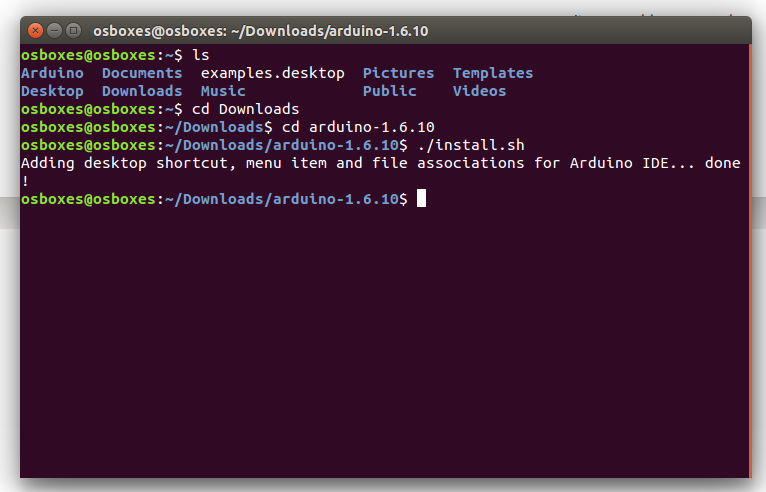 osboxes@osboxes: ~/Downloads/arduino-1.6.10
osboxes@osboxes:~$ ls
Arduino  Documents  examples.desktop  Pictures  Templates
Desktop  Downloads  Music             Public    Videos
osboxes@osboxes:~$ cd Downloads
osboxes@osboxes:~/Downloads$ cd arduino-1.6.10
osboxes@osboxes:~/Downloads/arduino-1.6.10$ ./install.sh
Adding desktop shortcut, menu item and file associations for Arduino IDE... done
!
osboxes@osboxes:~/Downloads/arduino-1.6.10$